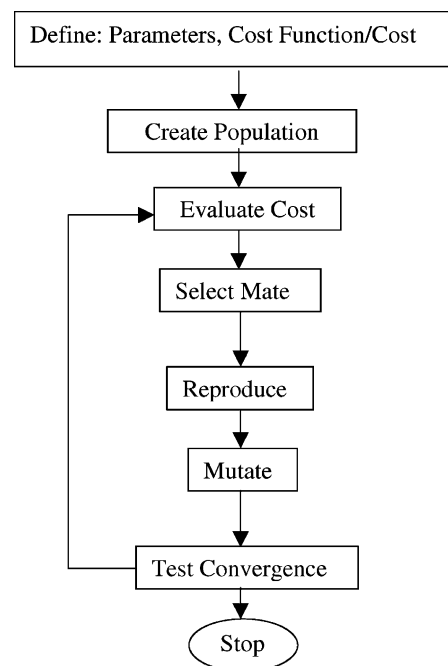 Define: Parameters, Cost Function/Cost
Create Population
Evaluate Cost
Select Mate
Reproduce
Mutate
Test Convergence
Stop